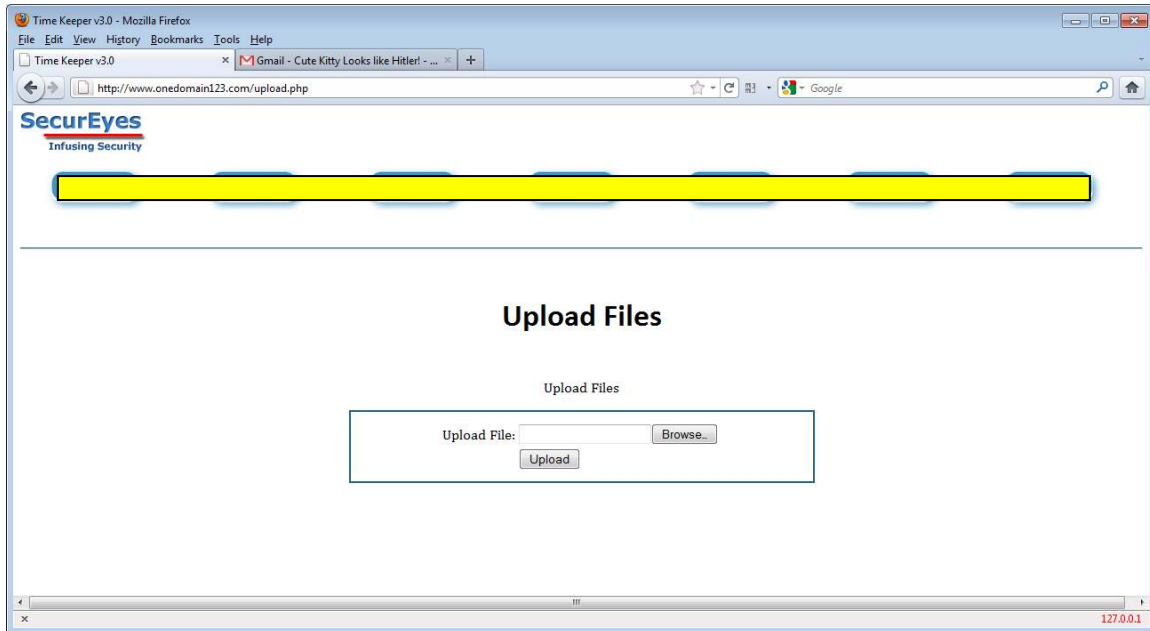 Time Keeper v3.0 - Mozilla Firefox
File Edit View History Bookmarks Tools Help
Time Keeper v3.0 × Gmail - Cute Kitty Looks like Hitler! - ... × +
http://www.onedomain123.com/upload.php Google
SecurEyes
Infusing Security
Upload Files
Upload Files
Upload File: Browse...
Upload
× 127.0.0.1